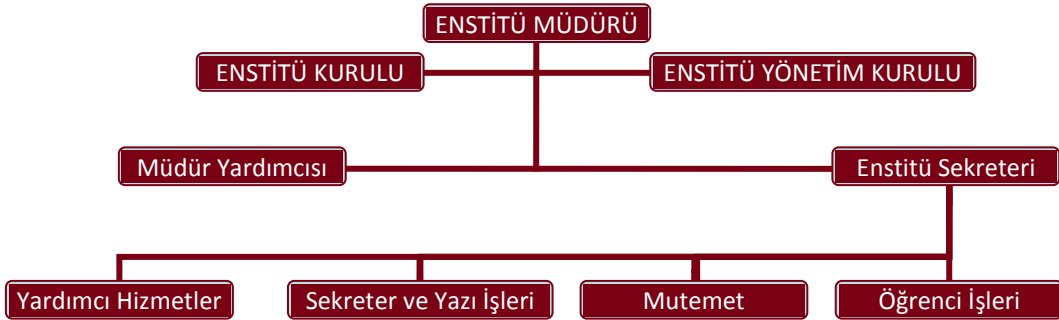 ENSTİTÜ MÜDÜRÜ
ENSTİTÜ KURULU
ENSTİTÜ YÖNETİM KURULU
Müdür Yardımcısı
Enstitü Sekreteri
Yardımcı Hizmetler
Sekreter ve Yazı İşleri
Mutemet
Öğrenci İşleri